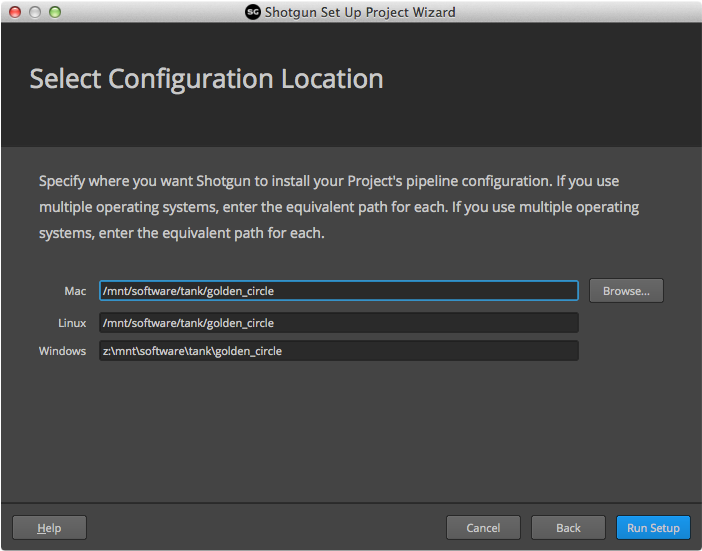 SG Shotgun Set Up Project Wizard
Select Configuration Location
Specify where you want Shotgun to install your Project's pipeline configuration. If you use
multiple operating systems, enter the equivalent path for each. If you use multiple operating
systems, enter the equivalent path for each.
Mac /mnt/software/tank/golden_circle Browse...
Linux /mnt/software/tank/golden_circle
Windows z:\mnt\software\tank\golden_circle
Help Cancel Back Run Setup